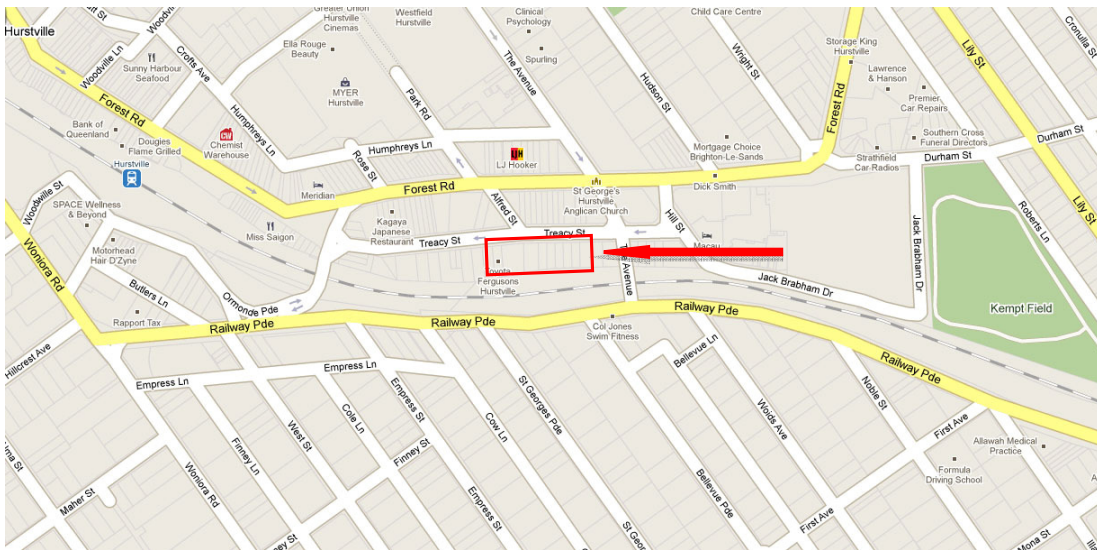 Hurstville
Woodville Ln
Crofts Ave
Sunny Harbour
Seafood
Greater Union
Hurstville
Cinemas
Westfield
Hurstville
Ella Rouge
Beauty
MYER
Hurstville
Clinical
Psychology
Spurling
The Avenue
Child Care Centre
Wright St
Hudson St
Storage King
Hurstville
Lawrence
& Hanson
Premier
Car Repairs
Southern Cross
Funeral Directors
Lily St
Cronulla St
Durham St
Forest Rd
Bank of
Queenland
Dougies
Flame Grilled
Chemist
Warehouse
Humphreys Ln
Park Rd
Humphreys Ln
LJ Hooker
Mortgage Choice
Brighton-Le-Sands
Forest Rd
Strathfield
Car Radios
Durham St
Hurstville
Rose St
Meridian
Forest Rd
St George's
Hurstville
Anglican Church
Dick Smith
Woodville St
SPACE Wellness
& Beyond
Miss Saigon
Kagaya
Japanese
Restaurant
Alfred St
Treacy St
Treacy St
Hill St
Macau
The Avenue
Jack Brabham Dr
Jack Brabham Dr
Roberts Ln
Lily St
Kempt Field
Motorhead
Hair D'Zyne
Woniora Rd
Butlers Ln
Ormonde Pde
Toyota
Fergusons
Hurstville
Rapport Tax
Railway Pde
Railway Pde
Railway Pde
Railway Pde
Col Jones
Swim Fitness
Bellevue Ln
Hillcrest Ave
Empress Ln
Empress Ln
Empress St
St Georges Pde
Woids Ave
Noble St
First Ave
Allawah Medical
Practice
Formula
Driving School
Cole Ln
West St
Finney Ln
Finney St
Cow Ln
Woniora Rd
Maher St
Empress St
St Georg
Bellevue Pde
First Ave
Mona St